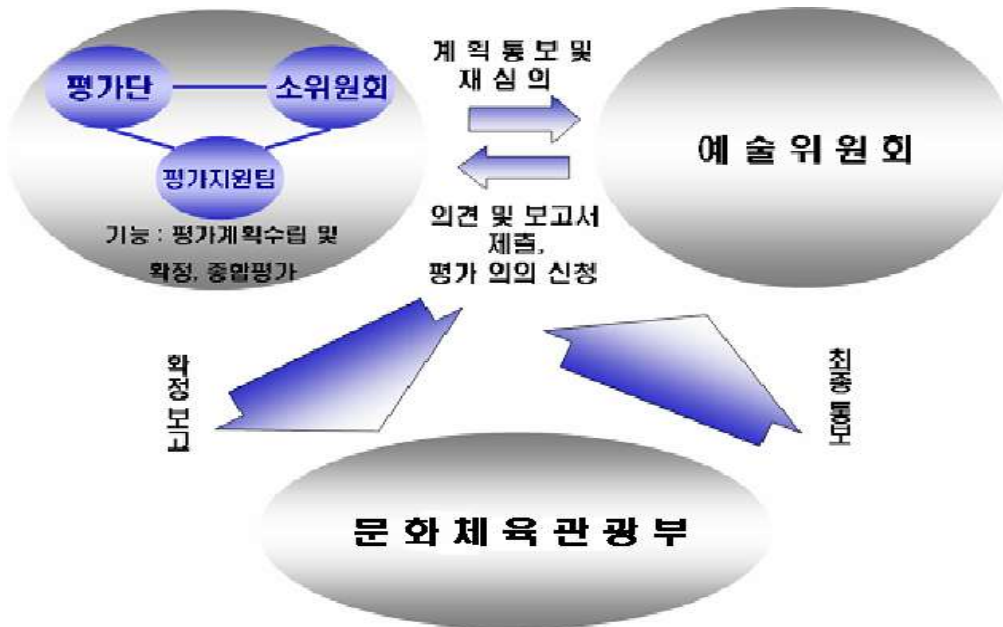 평가단
소위원회
평가지원팀
기능 : 평가계획수립 및
확정, 종합평가
계 획 통 보 및
재 심 의
의견 및 보고서
제출,
평가 의의 신청
예 술 위 원 회
확정 보고
최종 통보
문 화 체 육 관 광 부